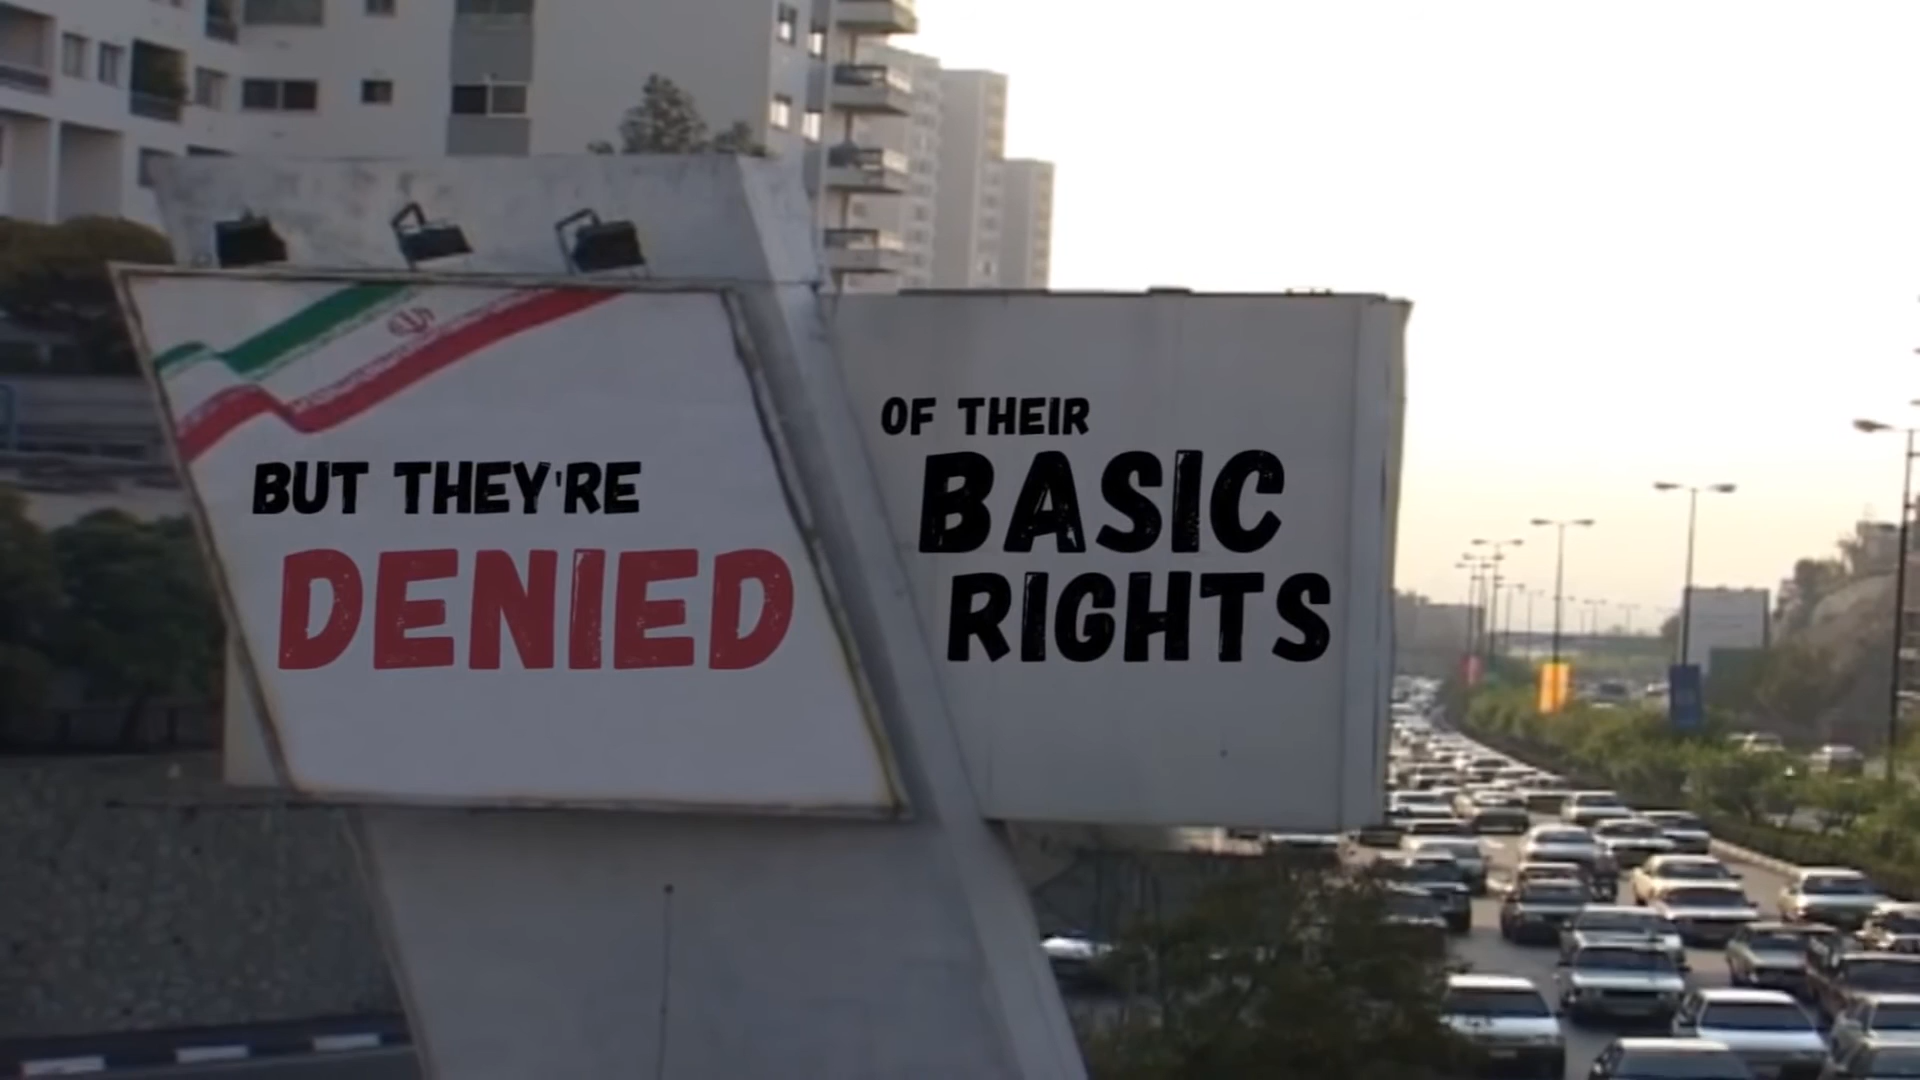 BUT THEY'RE
DENIED
OF THEIR
BASIC
RIGHTS